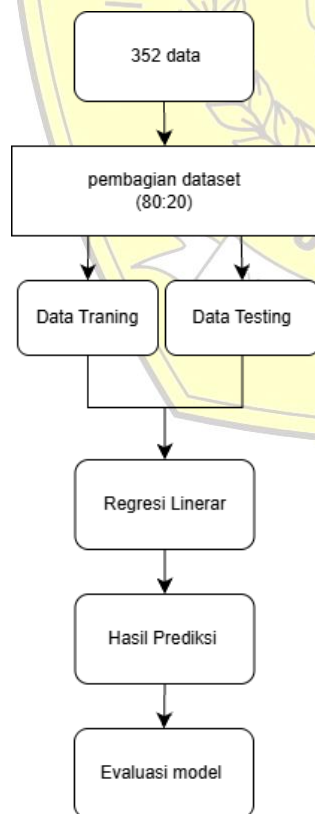 352 data
pembagian dataset
(80:20)
Data Traning
Data Testing
Regresi Linerar
Hasil Prediksi
Evaluasi model